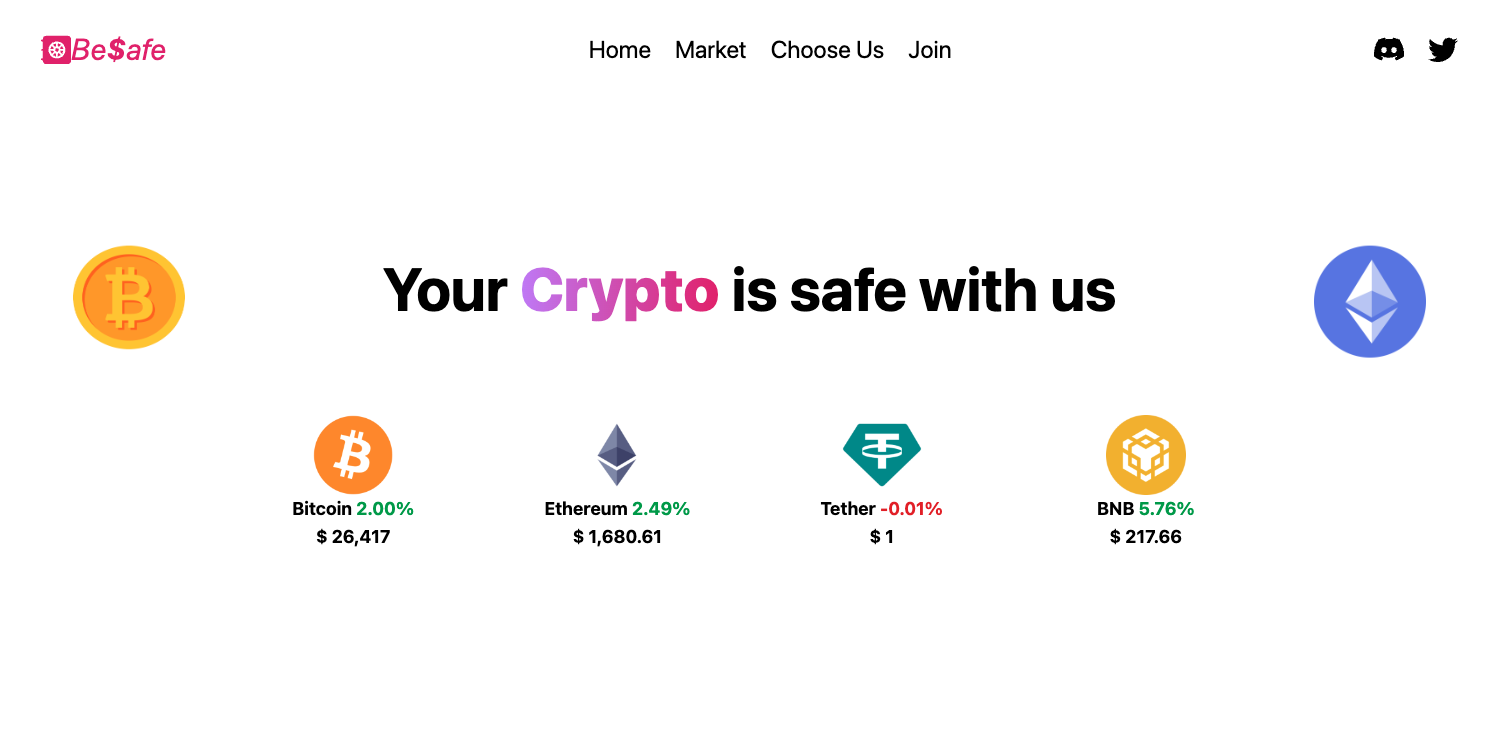 Be$afe
Home Market Choose Us Join
Your Crypto is safe with us
Bitcoin 2.00%
$ 26,417
Ethereum 2.49%
$ 1,680.61
Tether -0.01%
$ 1
BNB 5.76%
$ 217.66